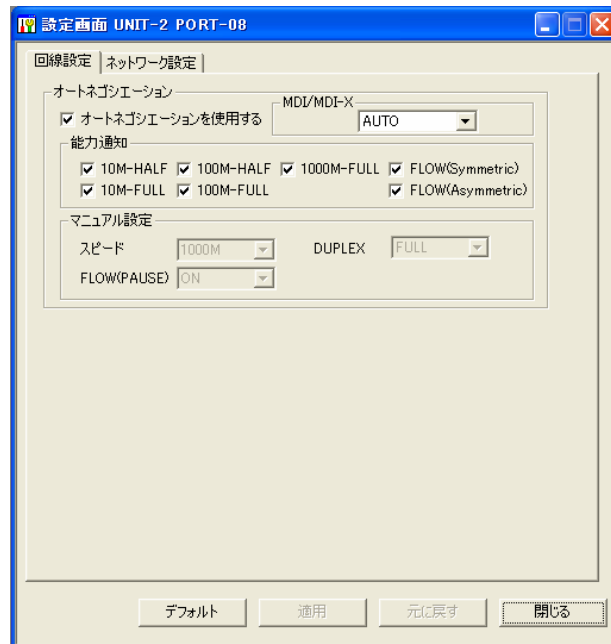 設定画面 UNIT-2 PORT-08
回線設定 ネットワーク設定
オートネゴシエーション
オートネゴシエーションを使用する
MDI/MDI-X
AUTO
能力通知
10M-HALF 100M-HALF 1000M-FULL FLOW(Symmetric)
10M-FULL 100M-FULL FLOW(Asymmetric)
マニュアル設定
スピード 1000M DUPLEX FULL
FLOW(PAUSE) ON
デフォルト 適用 元に戻す 閉じる